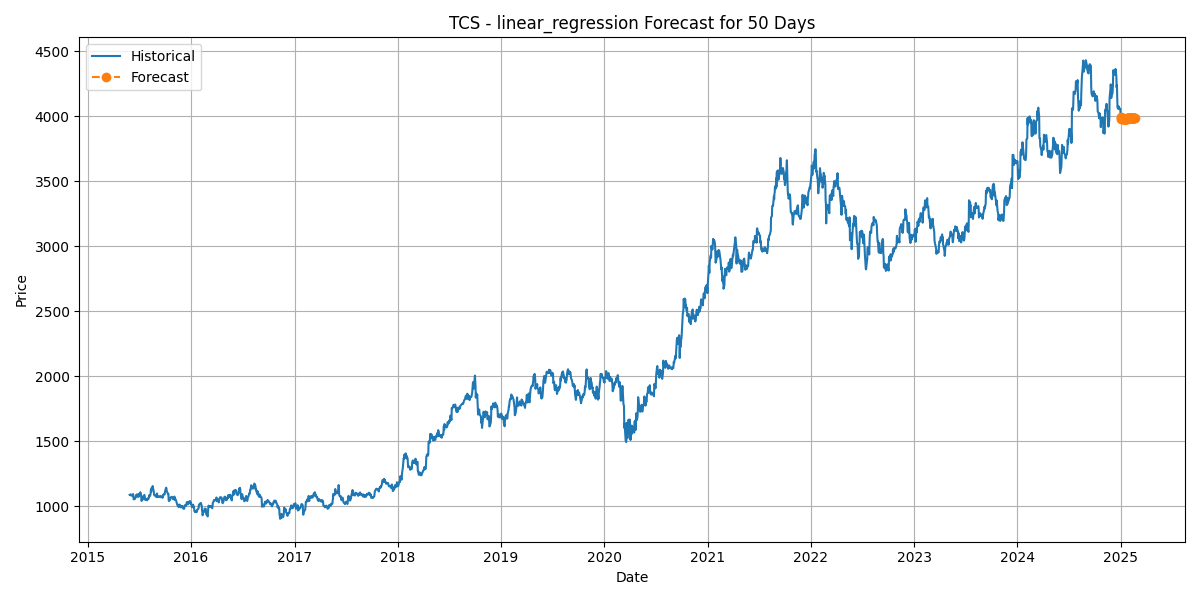 TCS - linear_regression Forecast for 50 Days
Historical
Forecast
4500
4000
3500
3000
2500
2000
1500
1000
Price
2015 2016 2017 2018 2019 2020 2021 2022 2023 2024 2025
Date